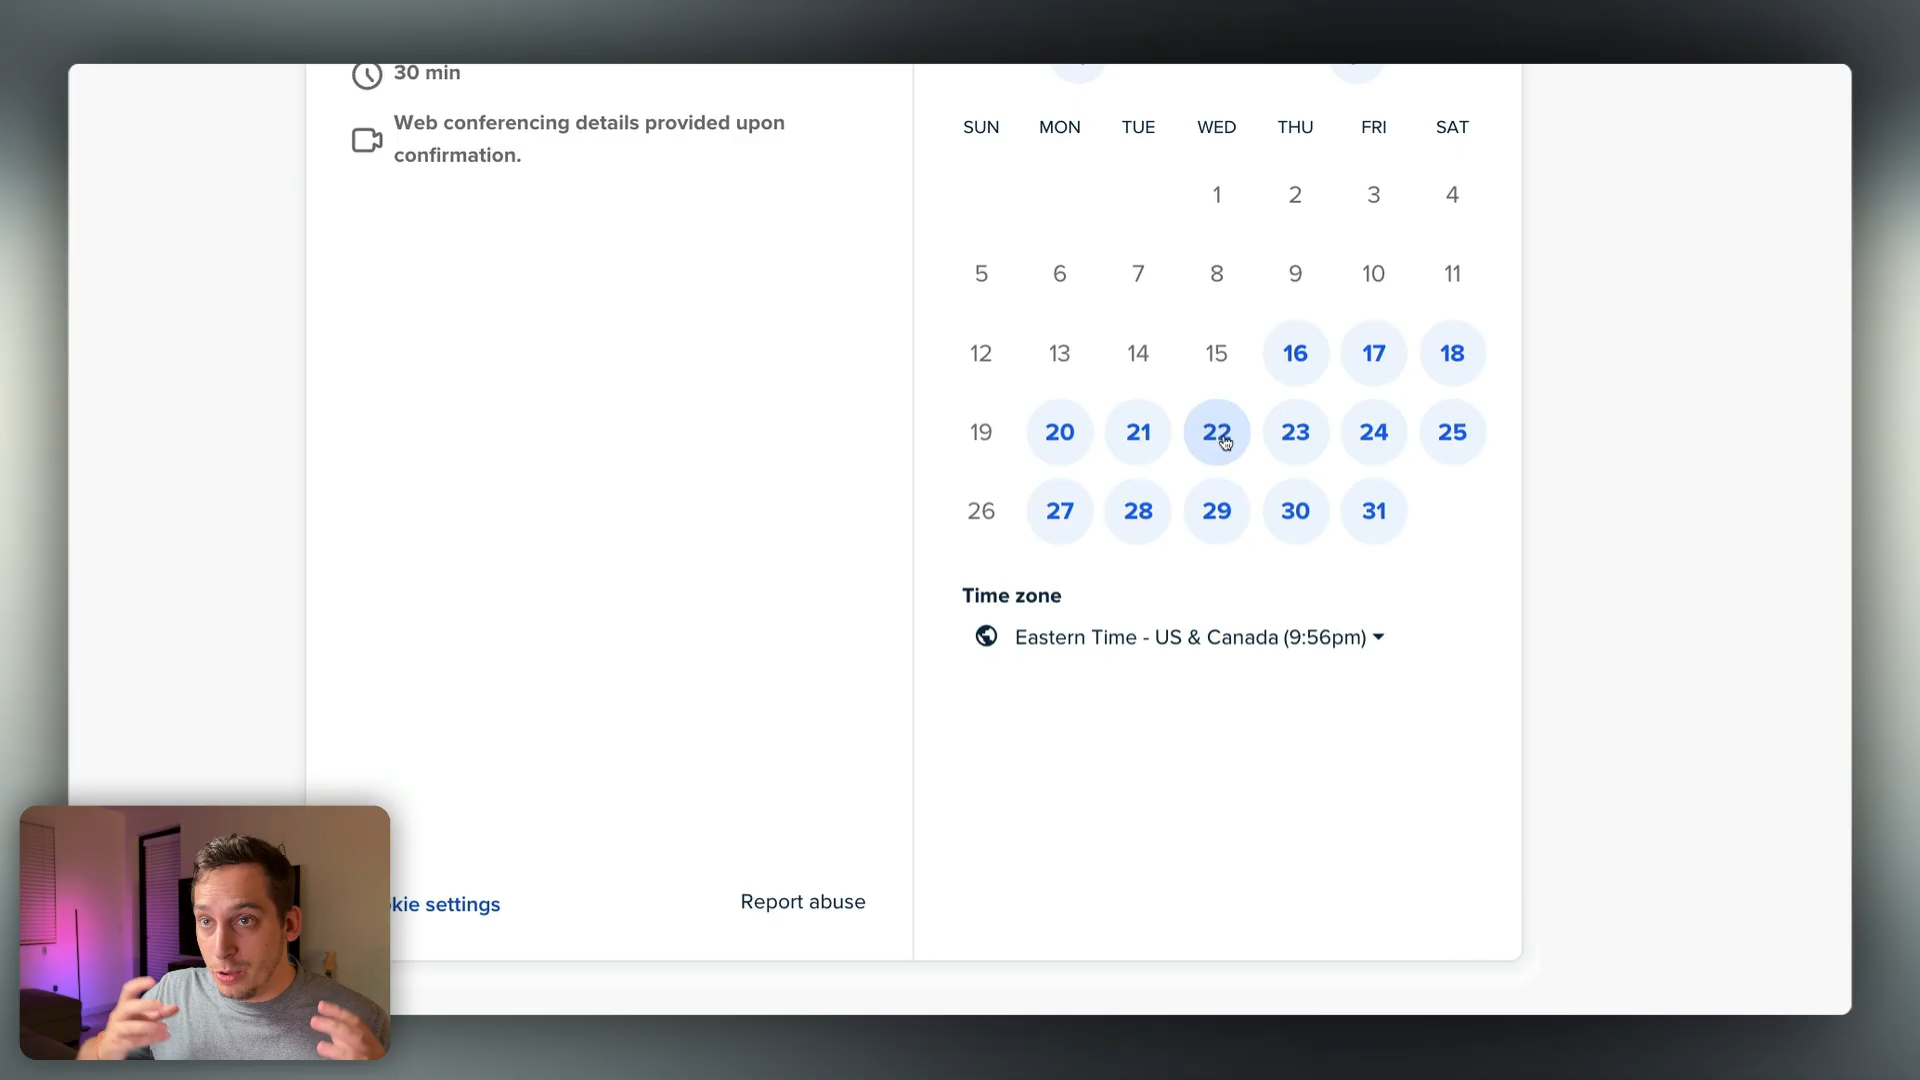 30 min
Web conferencing details provided upon
confirmation.
kie settings
Report abuse
SUN MON TUE WED THU FRI SAT
1 2 3 4
5 6 7 8 9 10 11
12 13 14 15 16 17 18
19 20 21 22 23 24 25
26 27 28 29 30 31
Time zone
Eastern Time - US & Canada (9:56pm)